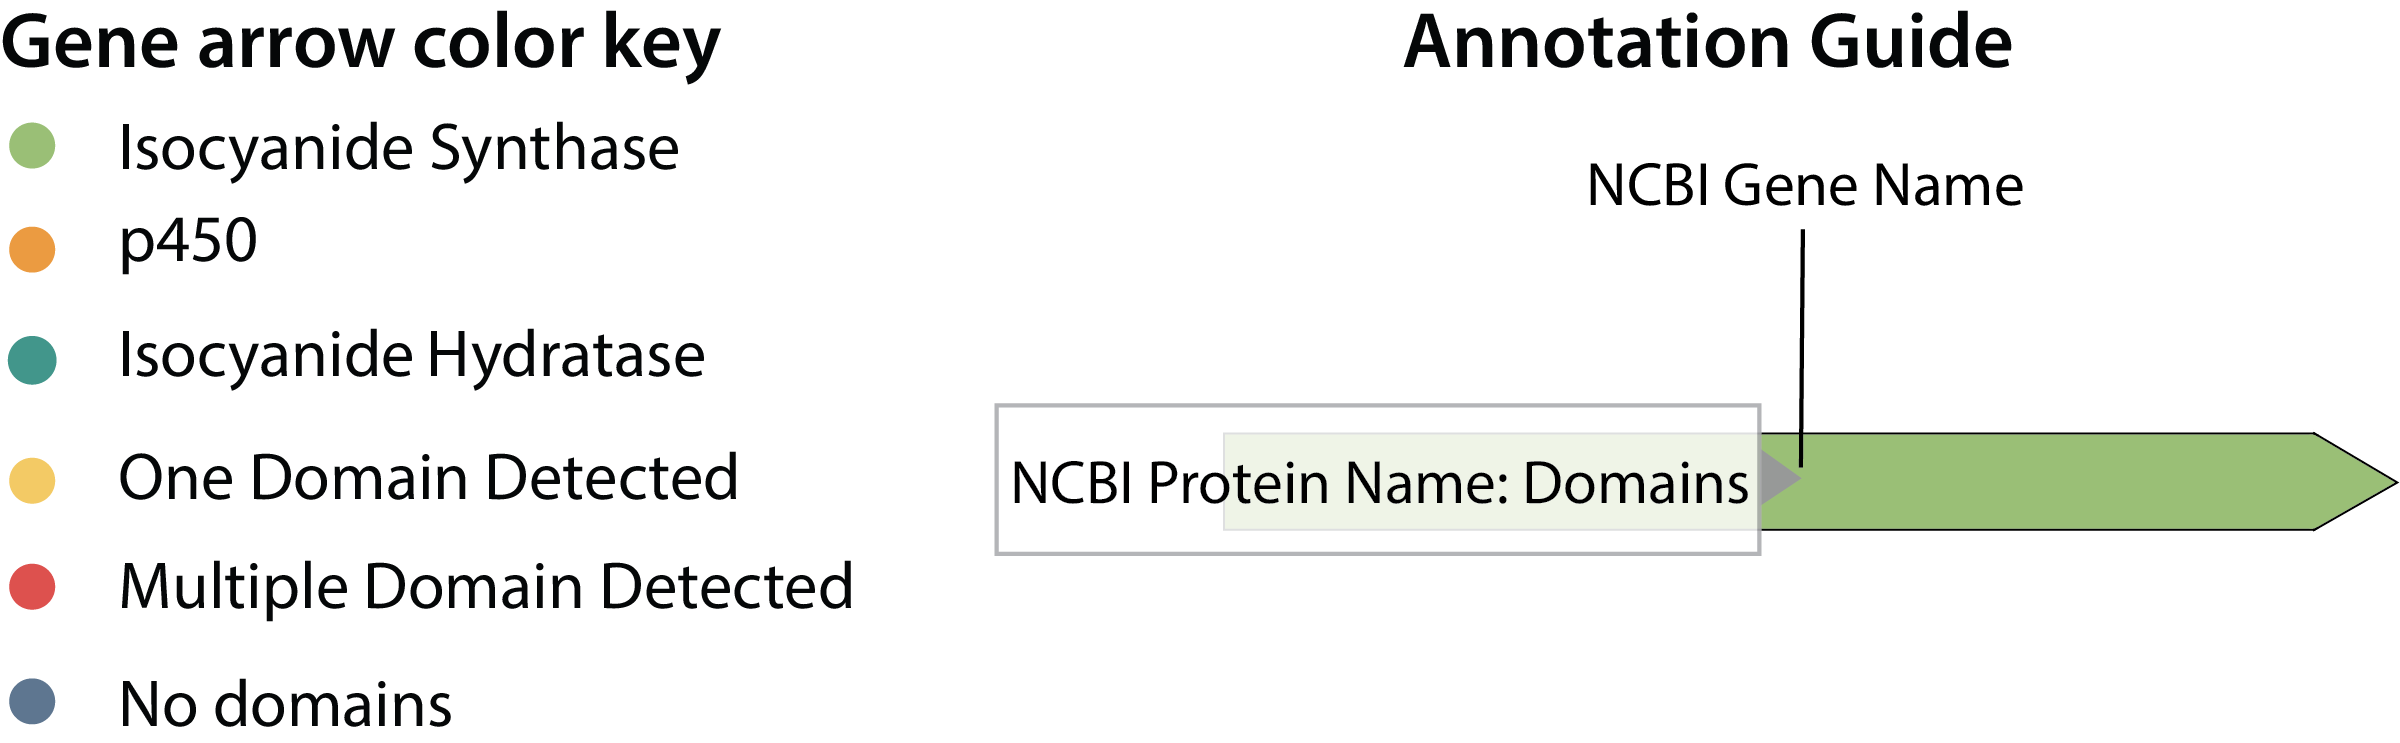 Gene arrow color key
Isocyanide Synthase
p450
Isocyanide Hydratase
One Domain Detected
Multiple Domain Detected
No domains
Annotation Guide
NCBI Gene Name
NCBI Protein Name: Domains